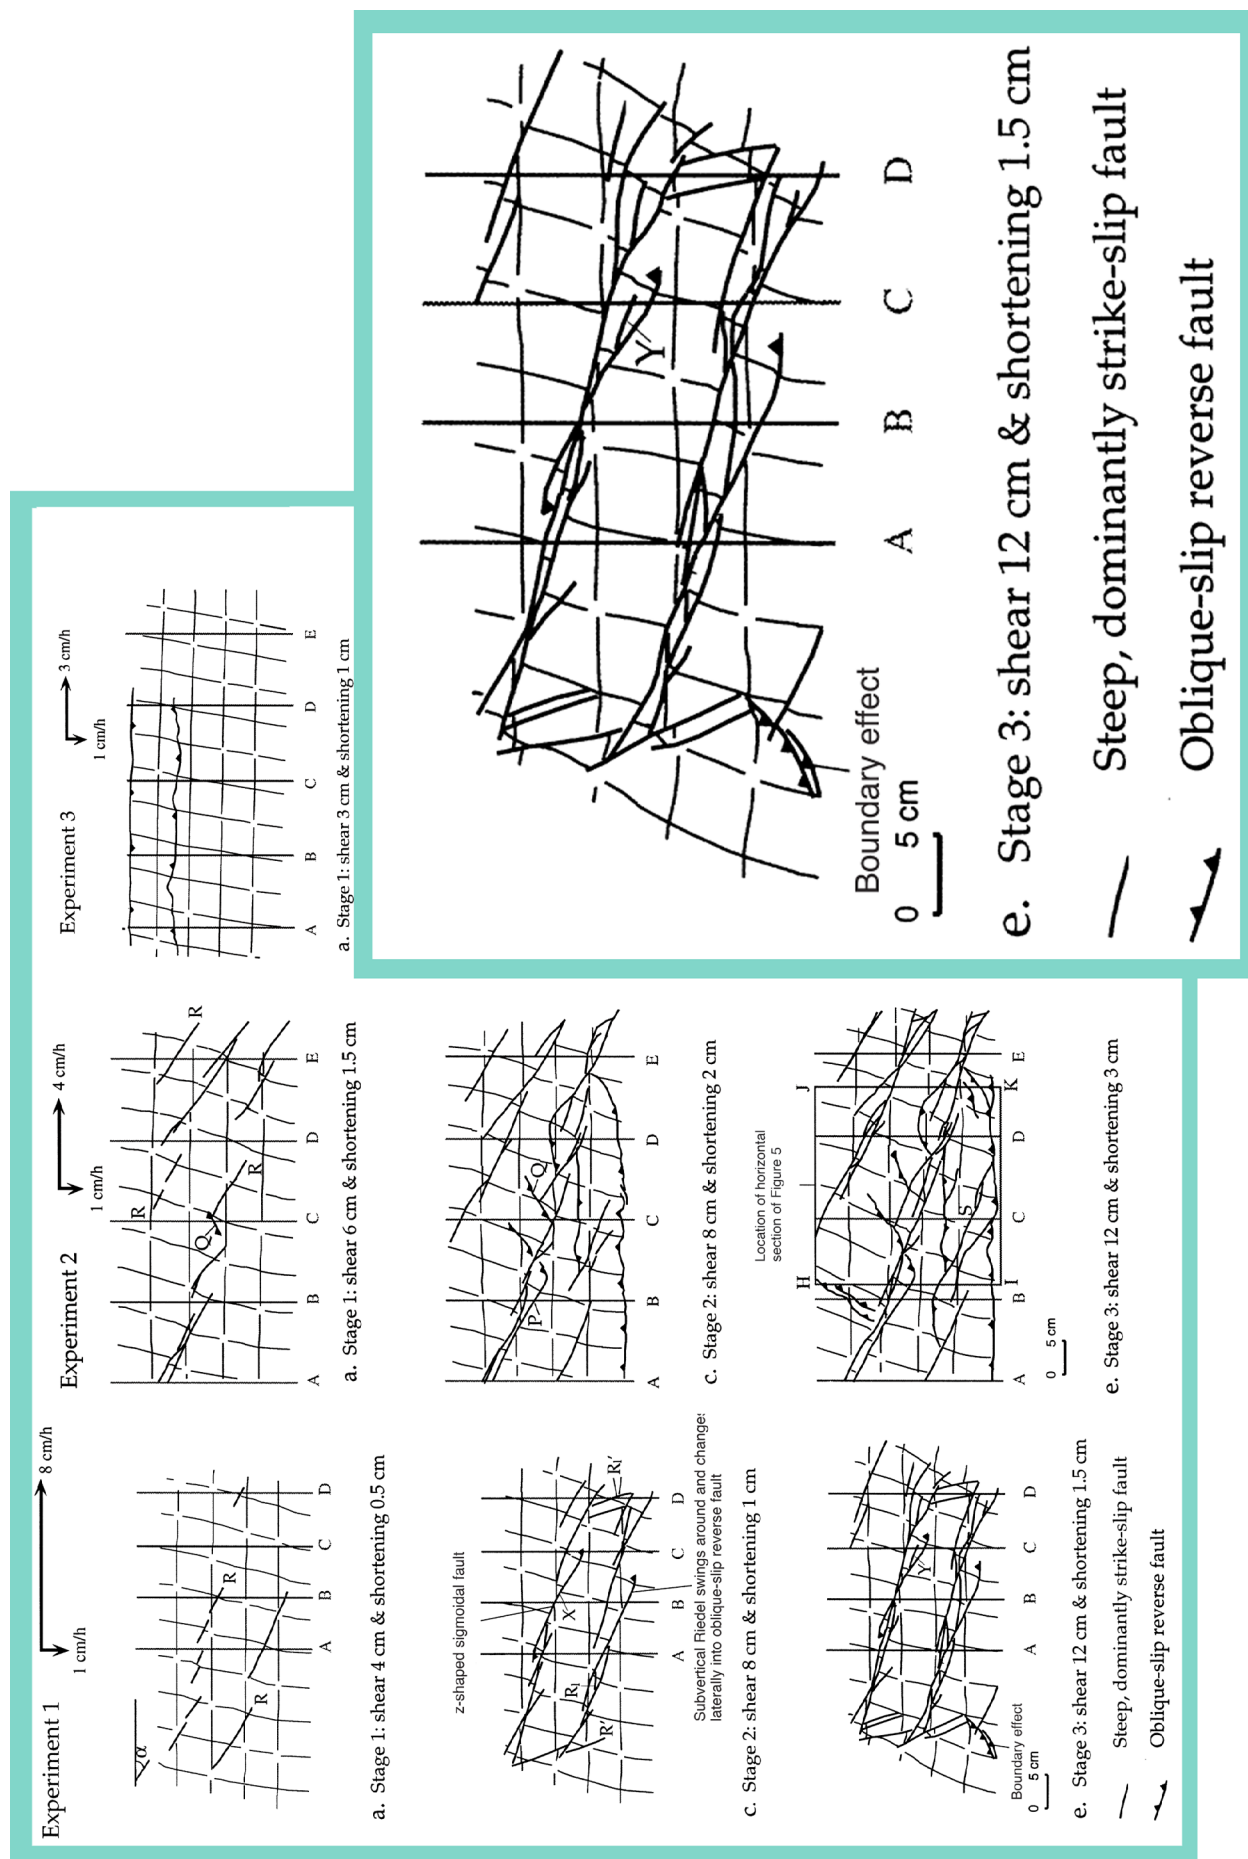 Experiment 1
8 cm/h
1 cm/h
α
R
R
D
C
B
A
a. Stage 1: shear 4 cm & shortening 0.5 cm
z-shaped sigmoidal fault
X
R₁
R'
R₁'
A
B
C
D
Subvertical Riedel swings around and changes
laterally into oblique-slip reverse fault
c. Stage 2: shear 8 cm & shortening 1 cm
Y
A
B
C
D
Boundary effect
0 5 cm
e. Stage 3: shear 12 cm & shortening 1.5 cm
Steep, dominantly strike-slip fault
Oblique-slip reverse fault
Experiment 2
4 cm/h
1 cm/h
R
R
R
Q
A
B
C
D
E
a. Stage 1: shear 6 cm & shortening 1.5 cm
P
Q
A
B
C
D
E
c. Stage 2: shear 8 cm & shortening 2 cm
Location of horizontal
section of Figure 5
H
J
S
I
K
A
B
C
D
E
0 5 cm
e. Stage 3: shear 12 cm & shortening 3 cm
Experiment 3
3 cm/h
1 cm/h
A
B
C
D
E
a. Stage 1: shear 3 cm & shortening 1 cm
Y
A
B
C
D
Boundary effect
0 5 cm
e. Stage 3: shear 12 cm & shortening 1.5 cm
Steep, dominantly strike-slip fault
Oblique-slip reverse fault